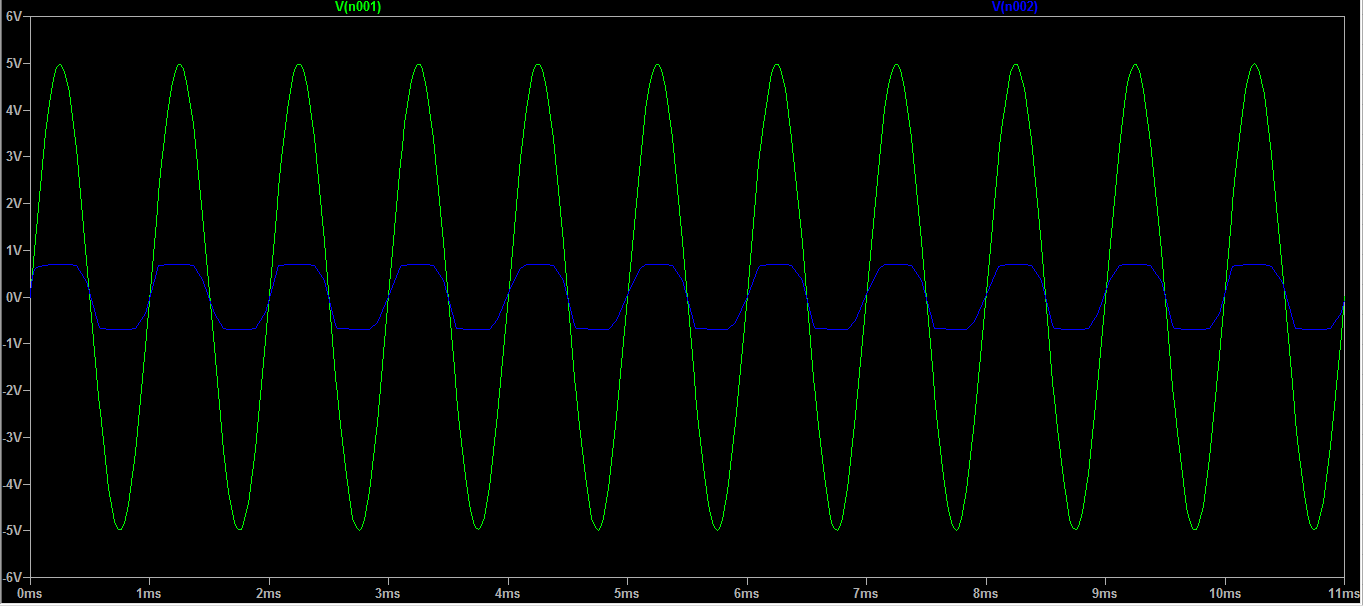 V(n001) V(n002)
6V
5V
4V
3V
2V
1V
0V
-1V
-2V
-3V
-4V
-5V
-6V
0ms 1ms 2ms 3ms 4ms 5ms 6ms 7ms 8ms 9ms 10ms 11ms